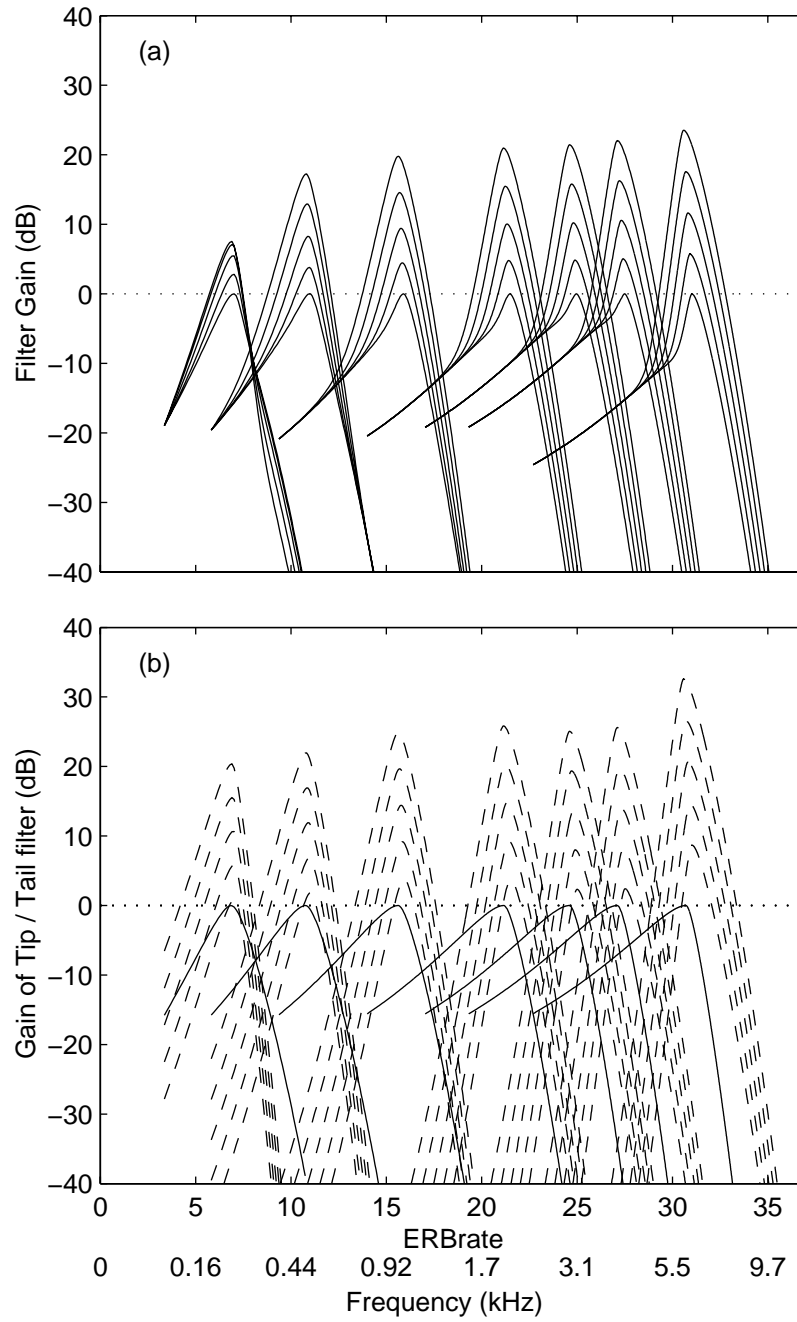 40
(a)
30
20
10
0
−10
−20
−30
−40
Filter Gain (dB)
40
(b)
30
20
10
0
−10
−20
−30
−40
Gain of Tip / Tail filter (dB)
0 5 10 15 20 25 30 35
ERBrate
0 0.16 0.44 0.92 1.7 3.1 5.5 9.7
Frequency (kHz)